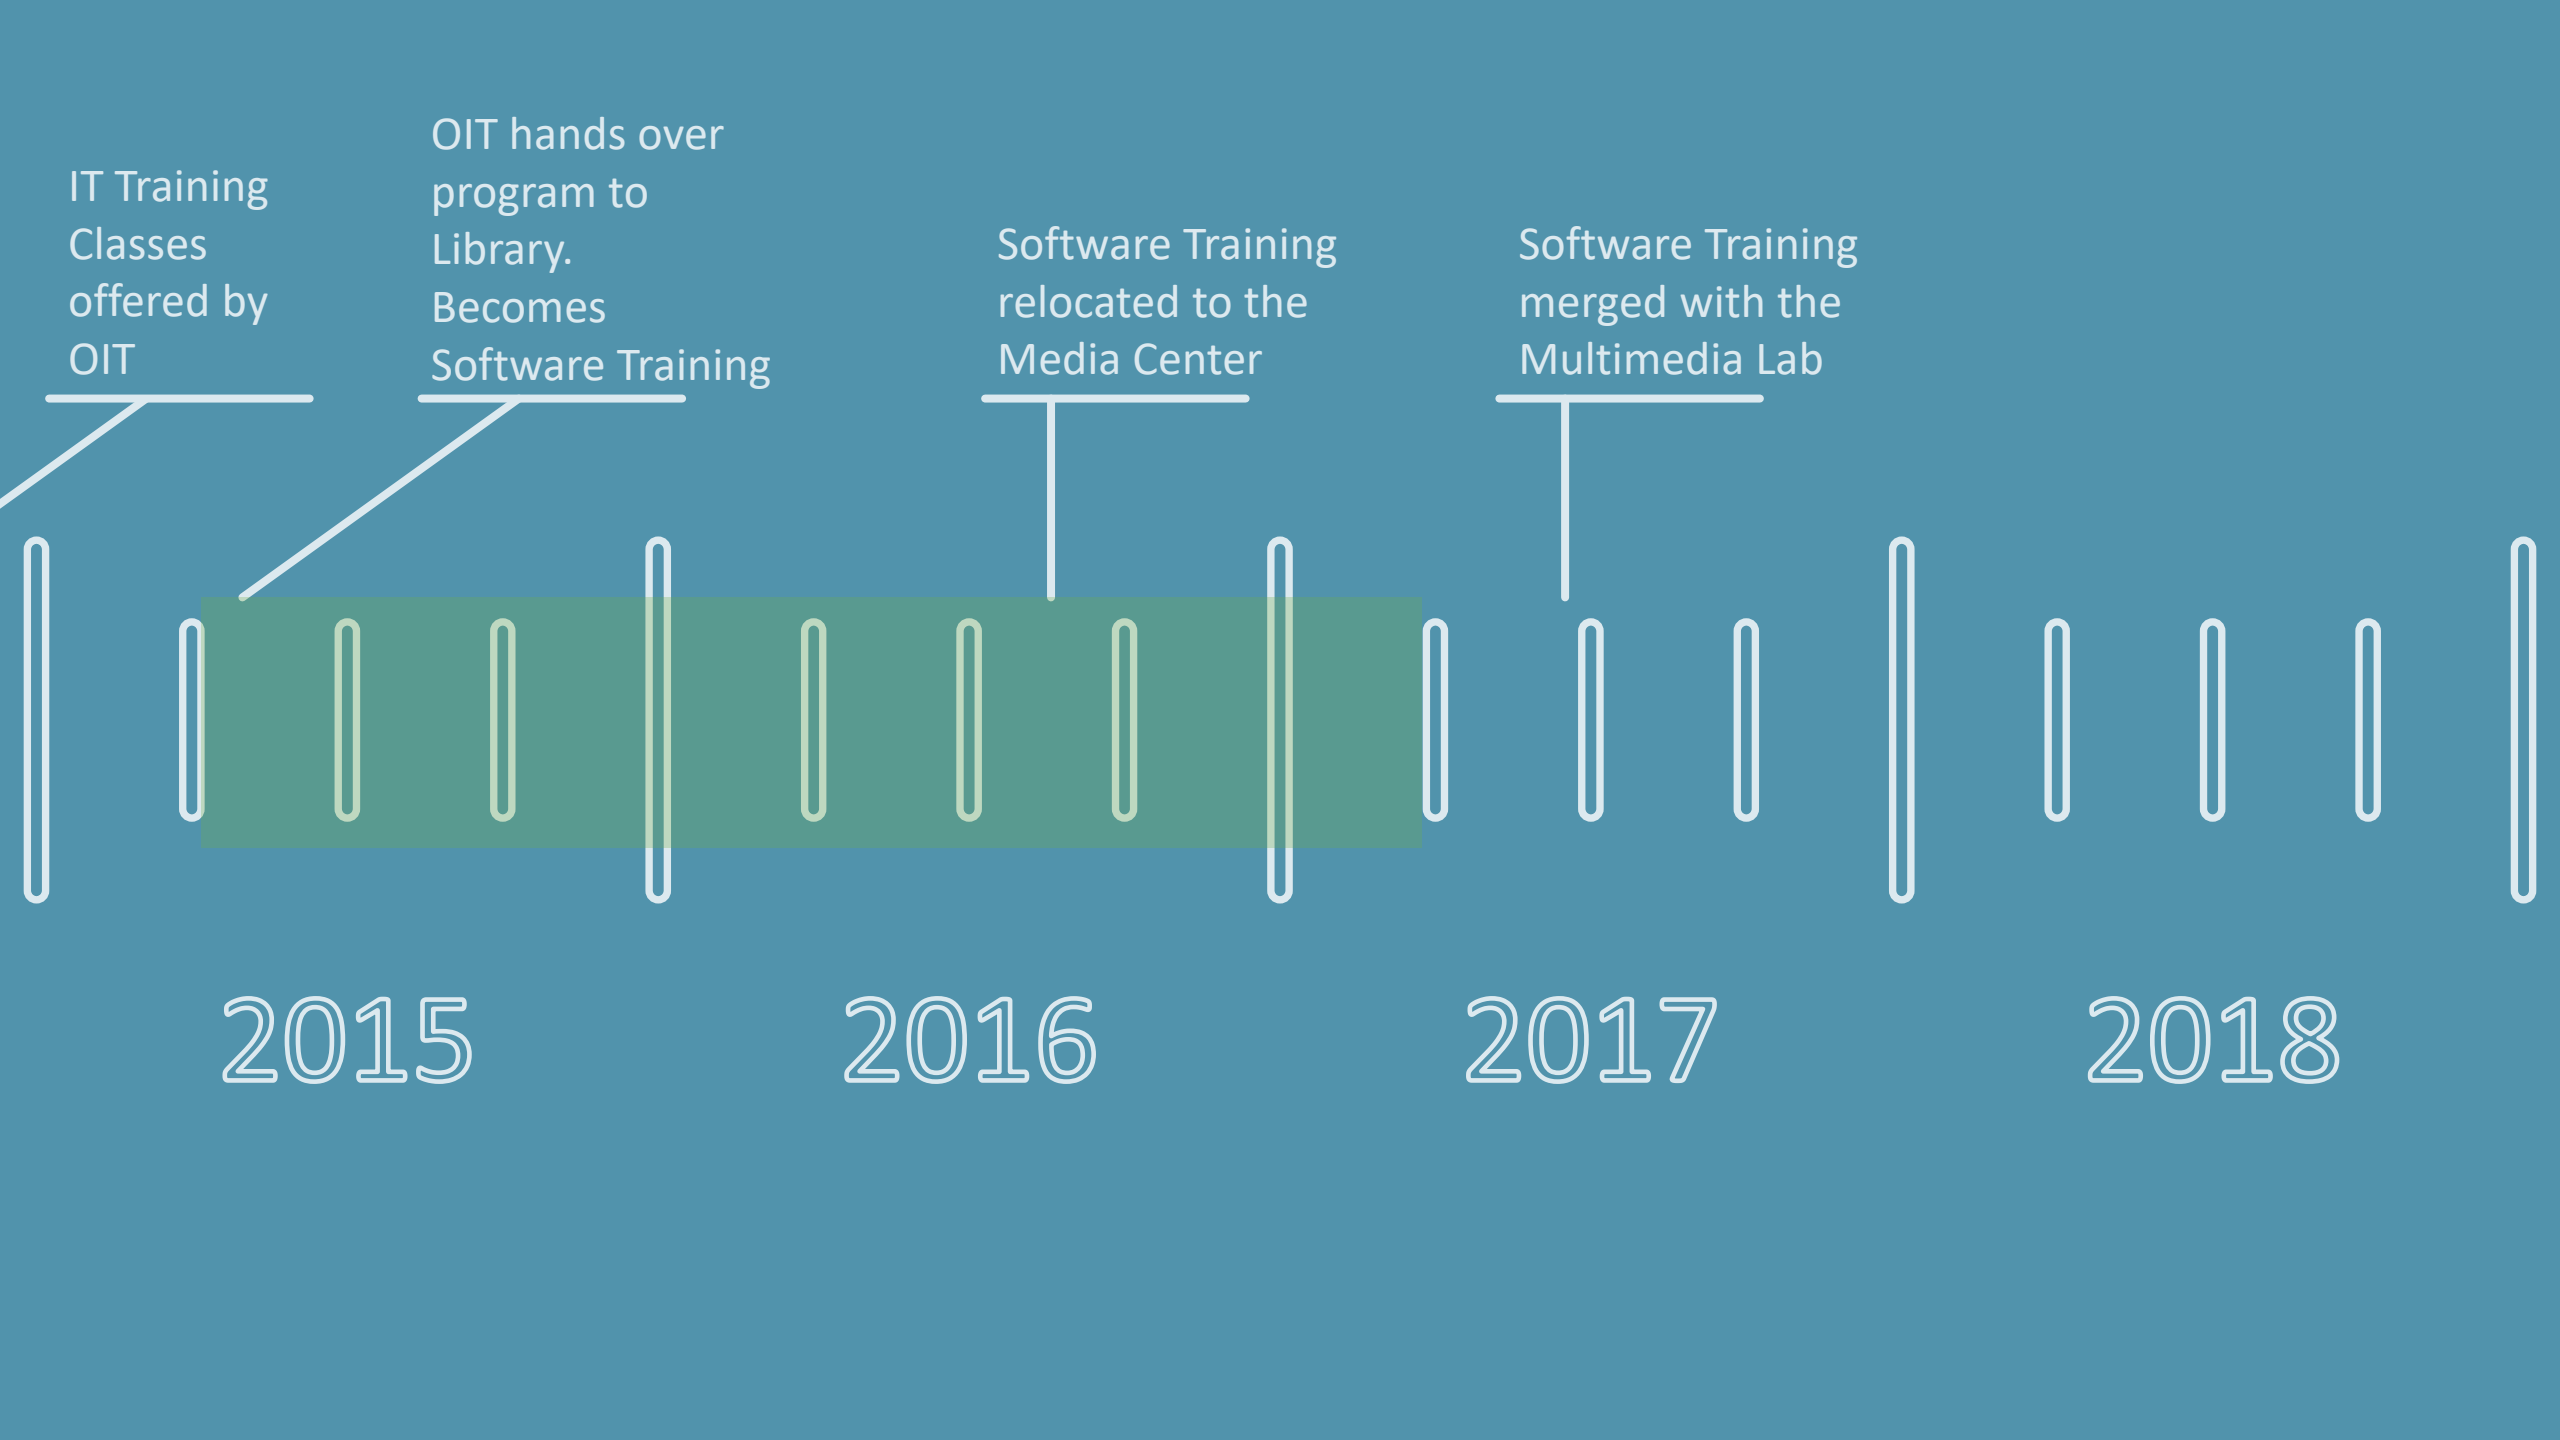 IT Training
Classes
offered by
OIT
OIT hands over
program to
Library.
Becomes
Software Training
Software Training
relocated to the
Media Center
Software Training
merged with the
Multimedia Lab
2015
2016
2017
2018